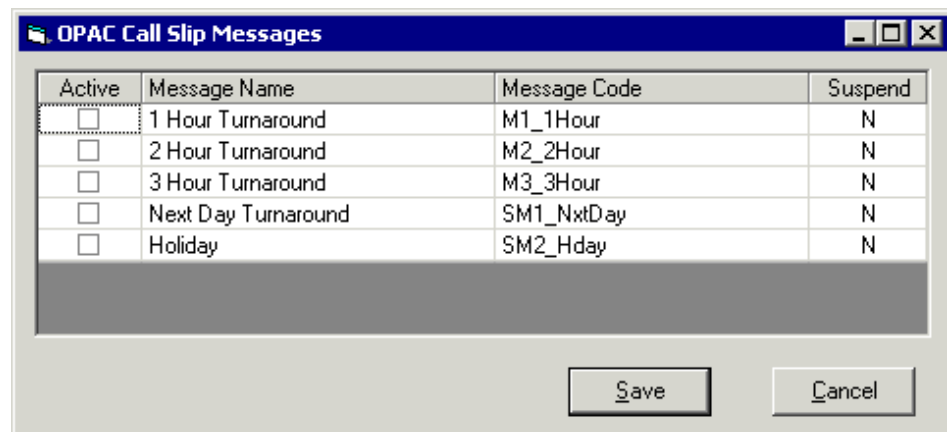 OPAC Call Slip Messages
Active Message Name Message Code Suspend
1 Hour Turnaround M1_1Hour N
2 Hour Turnaround M2_2Hour N
3 Hour Turnaround M3_3Hour N
Next Day Turnaround SM1_NxtDay N
Holiday SM2_Hday N
Save Cancel